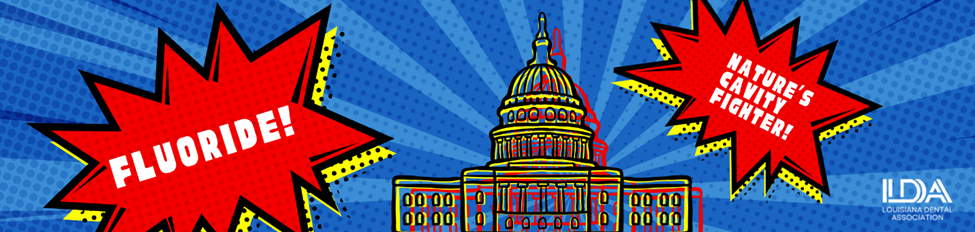 FLUORIDE!
NATURE'S
CAVITY
FIGHTER!
LDA
LOUISIANA DENTAL
ASSOCIATION